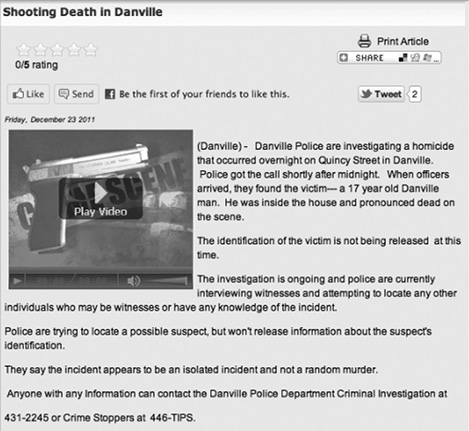 Shooting Death in Danville
0/5 rating
Print Article
SHARE
Like
Send
Be the first of your friends to like this.
Tweet 2
Friday, December 23 2011
CRIME SCENE
Play Video
(Danville) - Danville Police are investigating a homicide
that occurred overnight on Quincy Street in Danville.
Police got the call shortly after midnight. When officers
arrived, they found the victim--- a 17 year old Danville
man. He was inside the house and pronounced dead on
the scene.
The identification of the victim is not being released at this
time.
The investigation is ongoing and police are currently
interviewing witnesses and attempting to locate any other
individuals who may be witnesses or have any knowledge of the incident.
Police are trying to locate a possible suspect, but won't release information about the suspect's
identification.
They say the incident appears to be an isolated incident and not a random murder.
Anyone with any Information can contact the Danville Police Department Criminal Investigation at
431-2245 or Crime Stoppers at 446-TIPS.